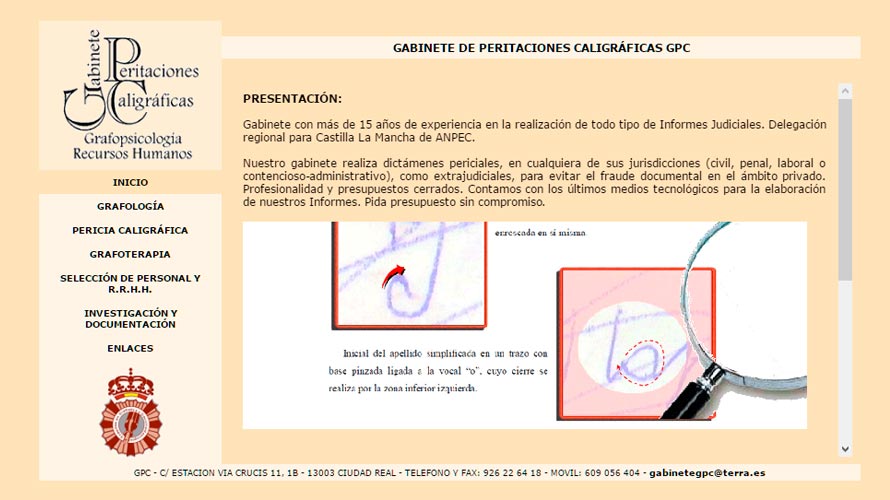 Gabinete
Peritaciones
Caligráficas
Grafopsicología
Recursos Humanos
GABINETE DE PERITACIONES CALIGRÁFICAS GPC
INICIO
GRAFOLOGÍA
PERICIA CALIGRÁFICA
GRAFOTERAPIA
SELECCIÓN DE PERSONAL Y
R.R.H.H.
INVESTIGACIÓN Y
DOCUMENTACIÓN
ENLACES
PRESENTACIÓN:
Gabinete con más de 15 años de experiencia en la realización de todo tipo de Informes Judiciales. Delegación
regional para Castilla La Mancha de ANPEC.
Nuestro gabinete realiza dictámenes periciales, en cualquiera de sus jurisdicciones (civil, penal, laboral o
contencioso-administrativo), como extrajudiciales, para evitar el fraude documental en el ámbito privado.
Profesionalidad y presupuestos cerrados. Contamos con los últimos medios tecnológicos para la elaboración
de nuestros Informes. Pida presupuesto sin compromiso.
enroscada en sí misma
Inicial del apellido simplificada en un trazo con
base pinzada ligada a la vocal “o”, cuyo cierre se
realiza por la zona inferior izquierda.
GPC - C/ ESTACION VIA CRUCIS 11, 1B - 13003 CIUDAD REAL - TELEFONO Y FAX: 926 22 64 18 - MOVIL: 609 056 404 - gabinetegpc@terra.es